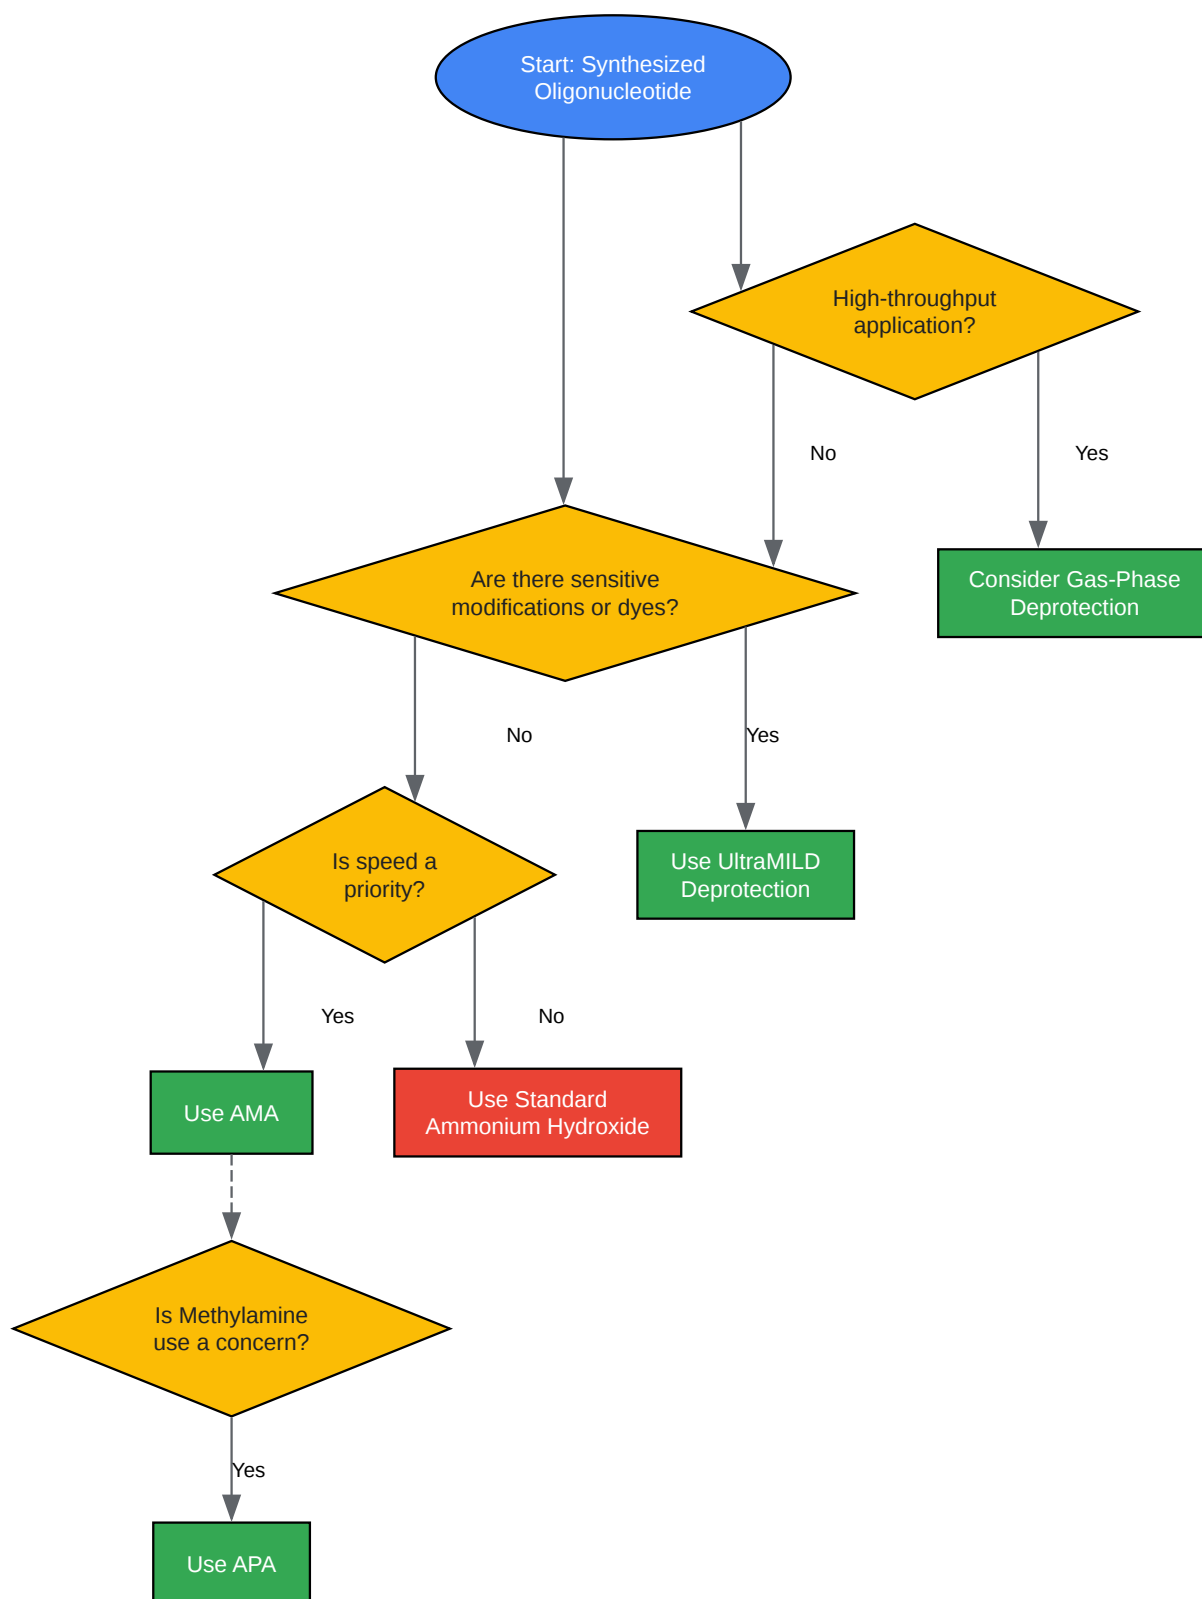 Start: Synthesized
Oligonucleotide
High-throughput
application?
No
Yes
Are there sensitive
modifications or dyes?
Consider Gas-Phase
Deprotection
No
Yes
Is speed a
priority?
Use UltraMILD
Deprotection
Yes
No
Use AMA
Use Standard
Ammonium Hydroxide
Is Methylamine
use a concern?
Yes
Use APA